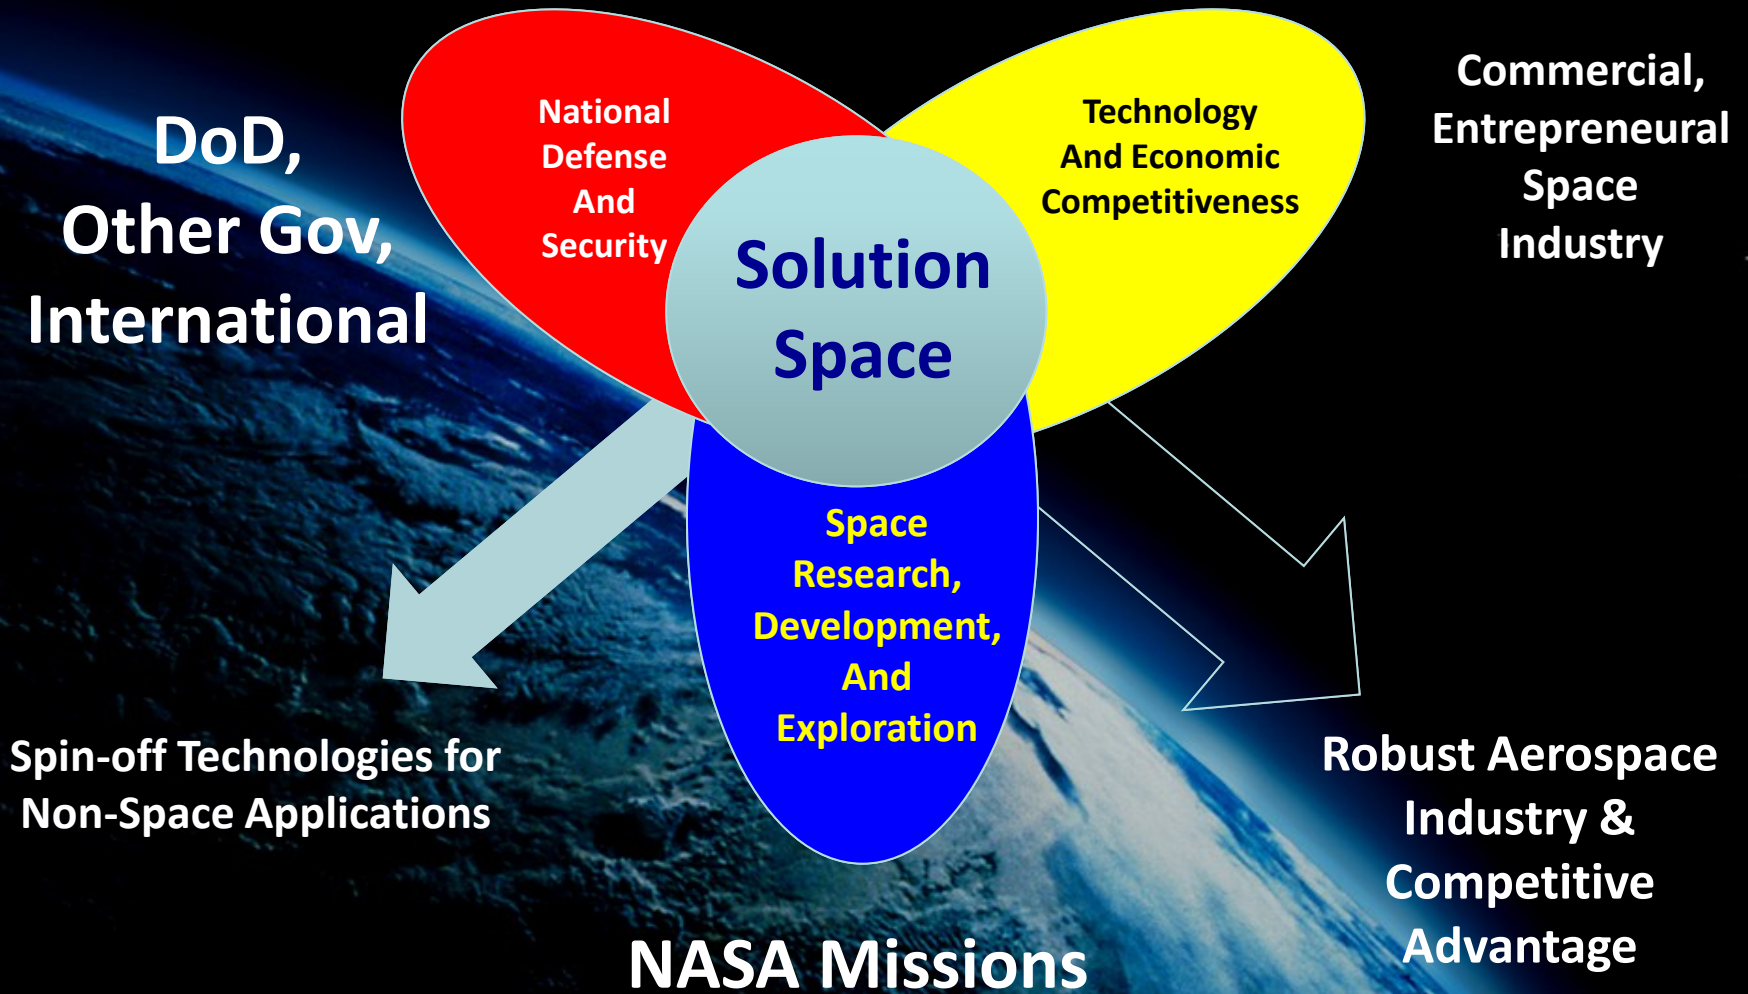 DoD,
Other Gov,
International
National
Defense
And
Security
Technology
And Economic
Competitiveness
Commercial,
Entrepreneural
Space
Industry
Solution
Space
Space
Research,
Development,
And
Exploration
Spin-off Technologies for
Non-Space Applications
Robust Aerospace
Industry &
Competitive
Advantage
NASA Missions